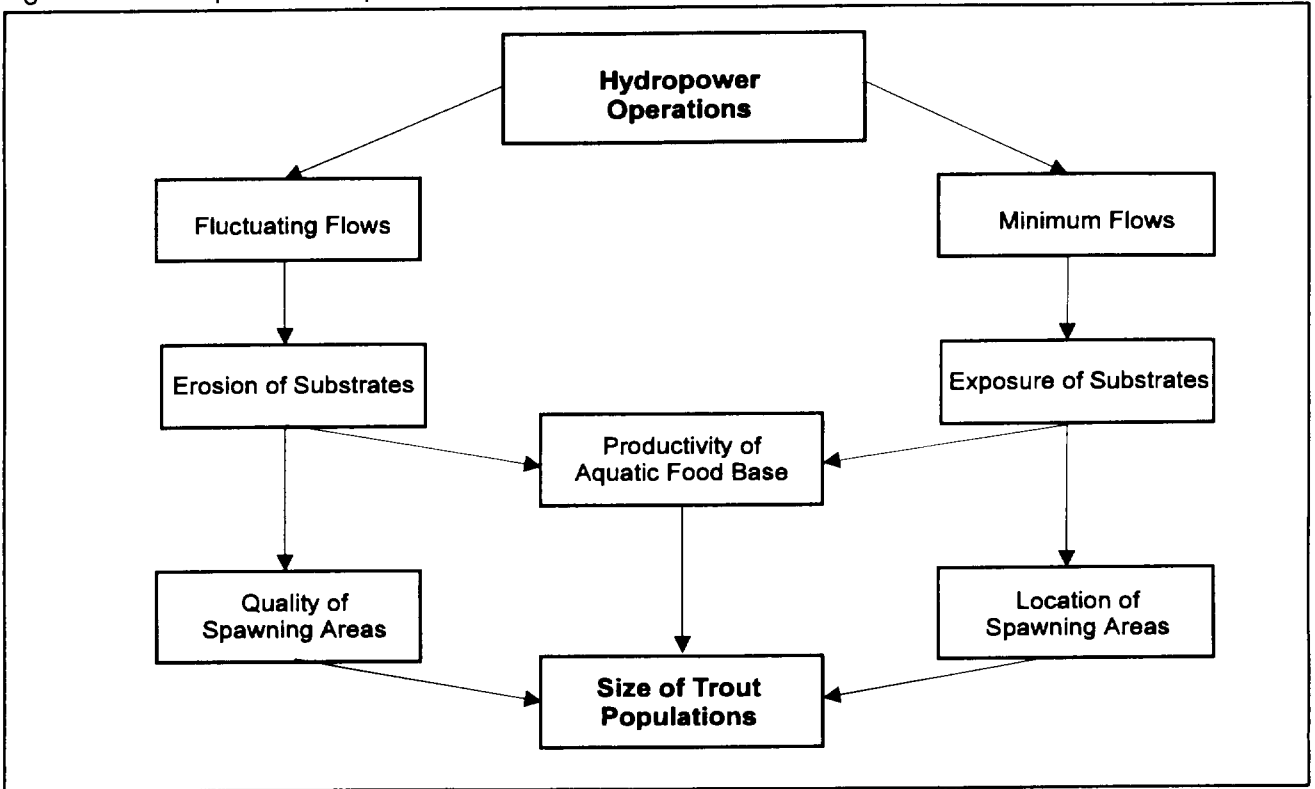 Hydropower
Operations
Fluctuating Flows
Minimum Flows
Erosion of Substrates
Exposure of Substrates
Productivity of
Aquatic Food Base
Quality of
Spawning Areas
Location of
Spawning Areas
Size of Trout
Populations